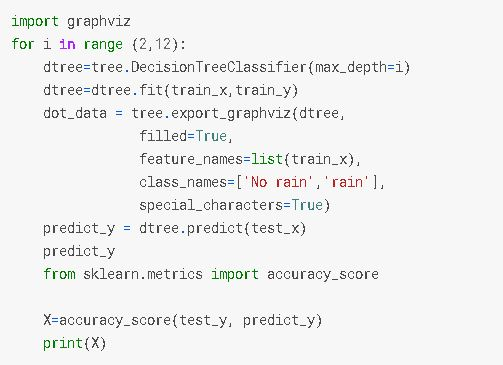 import graphviz
for i in range (2,12):
    dtree=tree.DecisionTreeClassifier(max_depth=i)
    dtree=dtree.fit(train_x,train_y)
    dot_data = tree.export_graphviz(dtree,
                filled=True,
                feature_names=list(train_x),
                class_names=['No rain','rain'],
                special_characters=True)
    predict_y = dtree.predict(test_x)
    predict_y
    from sklearn.metrics import accuracy_score

    X=accuracy_score(test_y, predict_y)
    print(X)